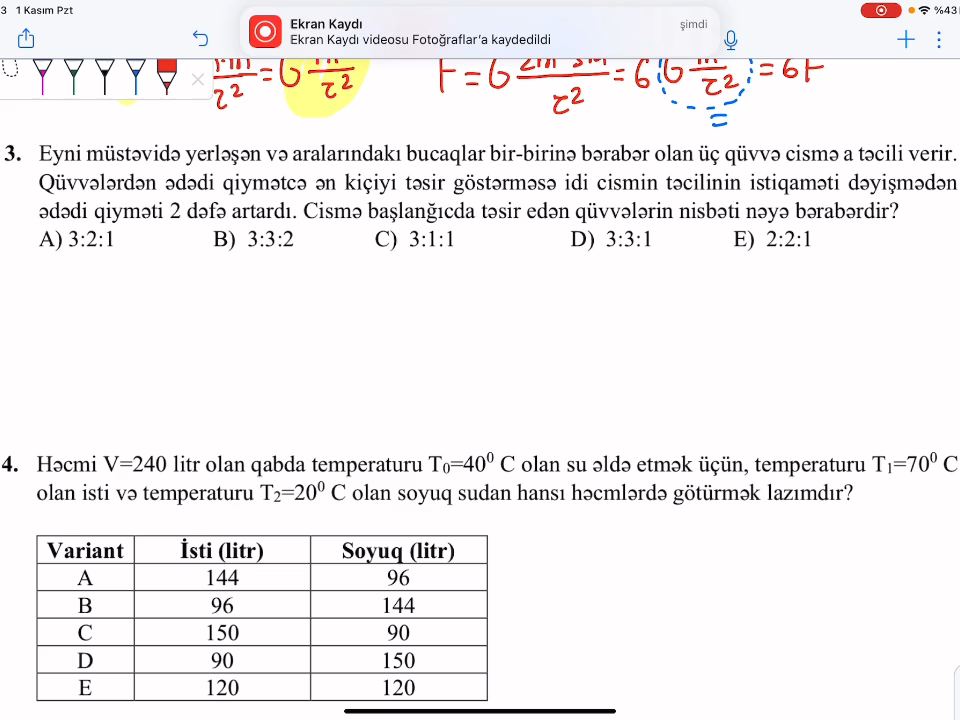 3 1 Kasım Pzt
Ekran Kaydı
şimdi
Ekran Kaydı videosu Fotoğraflar'a kaydedildi
%43
= 6F
3. Eyni müstəvidə yerləşən və aralarındakı bucaqlar bir-birinə bərabər olan üç qüvvə cismə a təcili verir.
Qüvvələrdən ədədi qiymətcə ən kiçiyi təsir göstərməsə idi cismin təcilinin istiqaməti dəyişmədən
ədədi qiyməti 2 dəfə artardı. Cismə başlanğıcda təsir edən qüvvələrin nisbəti nəyə bərabərdir?
A) 3:2:1 B) 3:3:2 C) 3:1:1 D) 3:3:1 E) 2:2:1
4. Həcmi V=240 litr olan qabda temperaturu T₀=40⁰ C olan su əldə etmək üçün, temperaturu T₁=70⁰ C
olan isti və temperaturu T₂=20⁰ C olan soyuq sudan hansı həcmlərdə götürmək lazımdır?
Variant İsti (litr) Soyuq (litr)
A 144 96
B 96 144
C 150 90
D 90 150
E 120 120